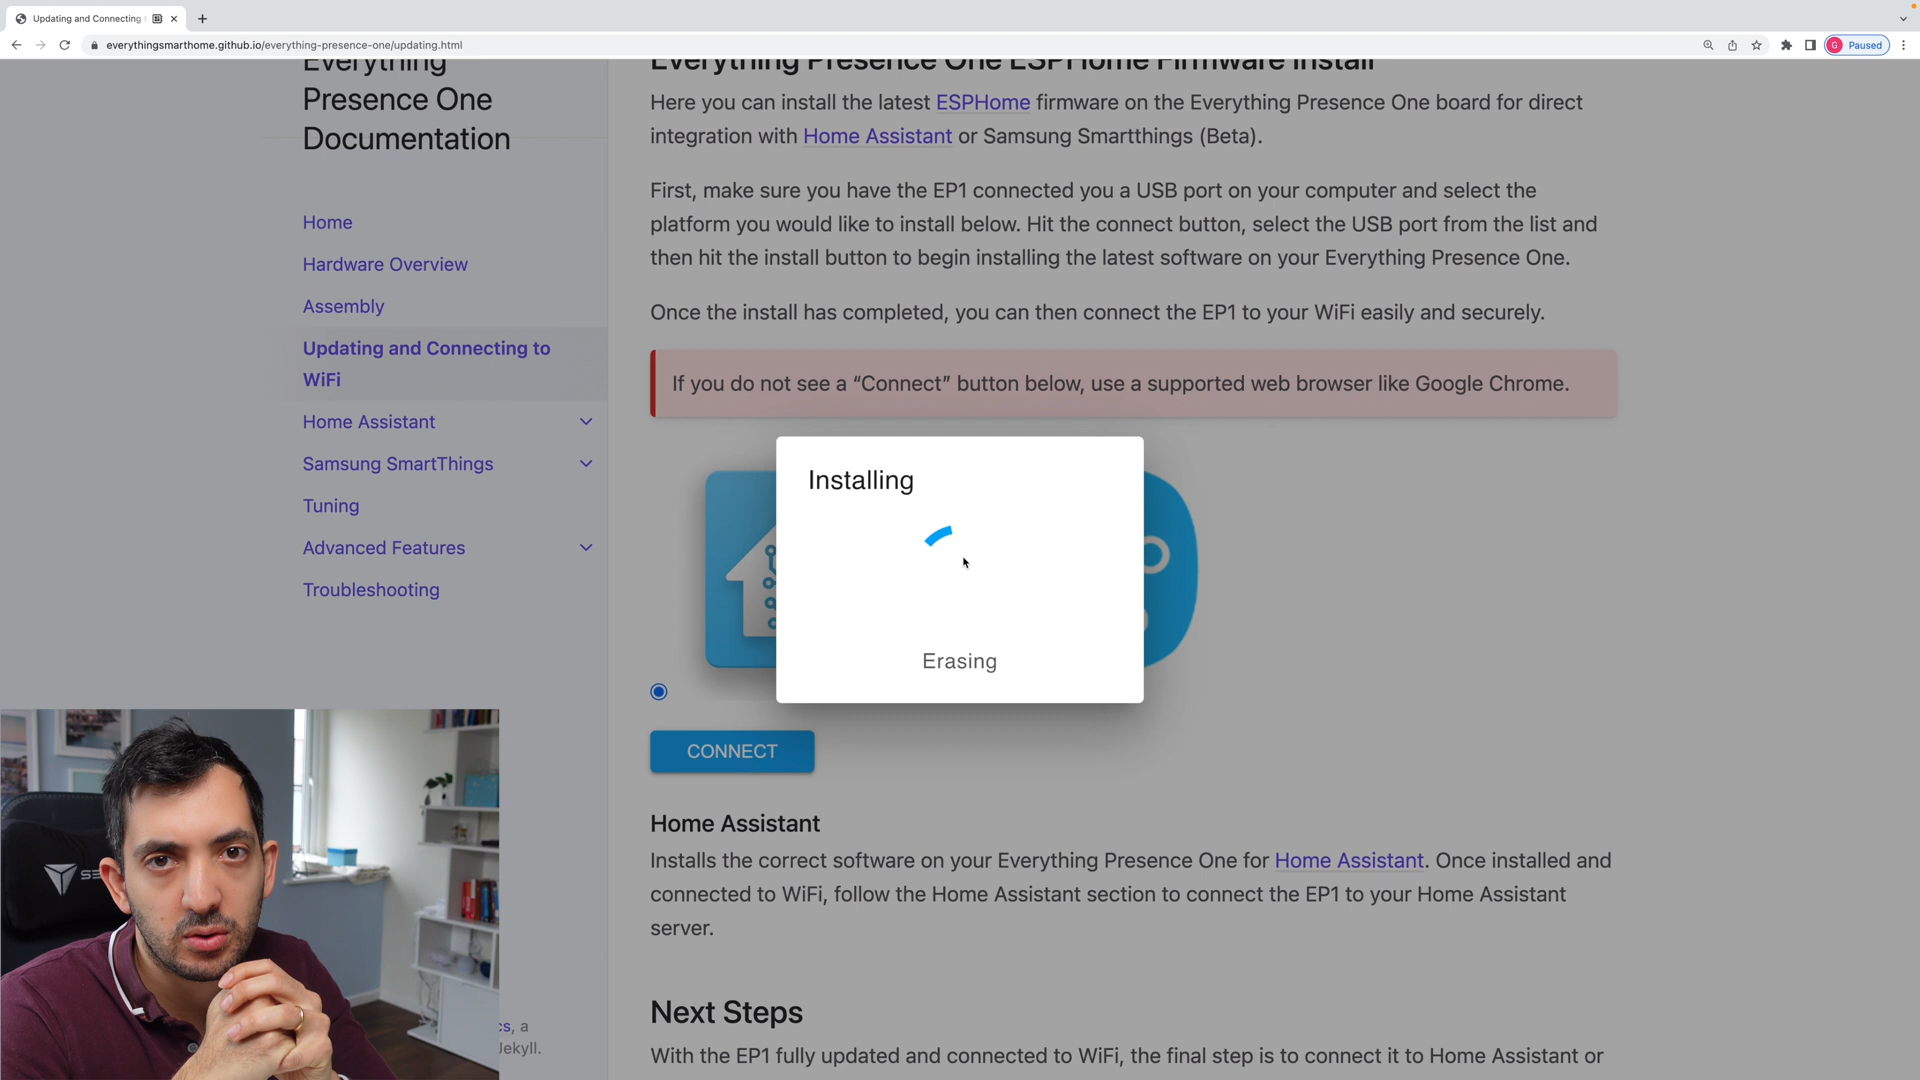 Updating and Connecting
everythingsmarthome.github.io/everything-presence-one/updating.html
G Paused
Everything
Presence One
Documentation
Home
Hardware Overview
Assembly
Updating and Connecting to
WiFi
Home Assistant
Samsung SmartThings
Tuning
Advanced Features
Troubleshooting
cs, a
Jekyll.
Everything Presence One ESPHome Firmware Install
Here you can install the latest ESPHome firmware on the Everything Presence One board for direct
integration with Home Assistant or Samsung Smartthings (Beta).
First, make sure you have the EP1 connected you a USB port on your computer and select the
platform you would like to install below. Hit the connect button, select the USB port from the list and
then hit the install button to begin installing the latest software on your Everything Presence One.
Once the install has completed, you can then connect the EP1 to your WiFi easily and securely.
If you do not see a “Connect” button below, use a supported web browser like Google Chrome.
Installing
Erasing
CONNECT
Home Assistant
Installs the correct software on your Everything Presence One for Home Assistant. Once installed and
connected to WiFi, follow the Home Assistant section to connect the EP1 to your Home Assistant
server.
Next Steps
With the EP1 fully updated and connected to WiFi, the final step is to connect it to Home Assistant or